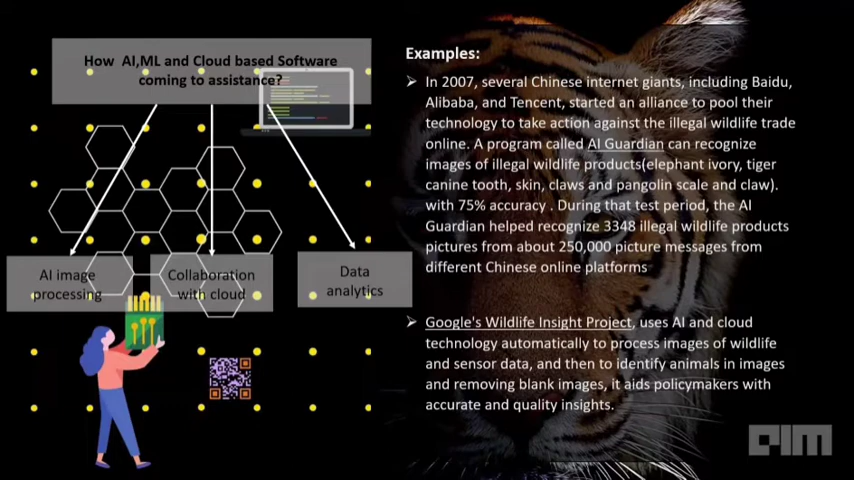 How AI,ML and Cloud based Software
coming to assistance?
AI image
processing
Collaboration
with cloud
Data
analytics
Examples:
➢ In 2007, several Chinese internet giants, including Baidu,
Alibaba, and Tencent, started an alliance to pool their
technology to take action against the illegal wildlife trade
online. A program called AI Guardian can recognize
images of illegal wildlife products(elephant ivory, tiger
canine tooth, skin, claws and pangolin scale and claw).
with 75% accuracy . During that test period, the AI
Guardian helped recognize 3348 illegal wildlife products
pictures from about 250,000 picture messages from
different Chinese online platforms
➢ Google's Wildlife Insight Project, uses AI and cloud
technology automatically to process images of wildlife
and sensor data, and then to identify animals in images
and removing blank images, it aids policymakers with
accurate and quality insights.
AIM